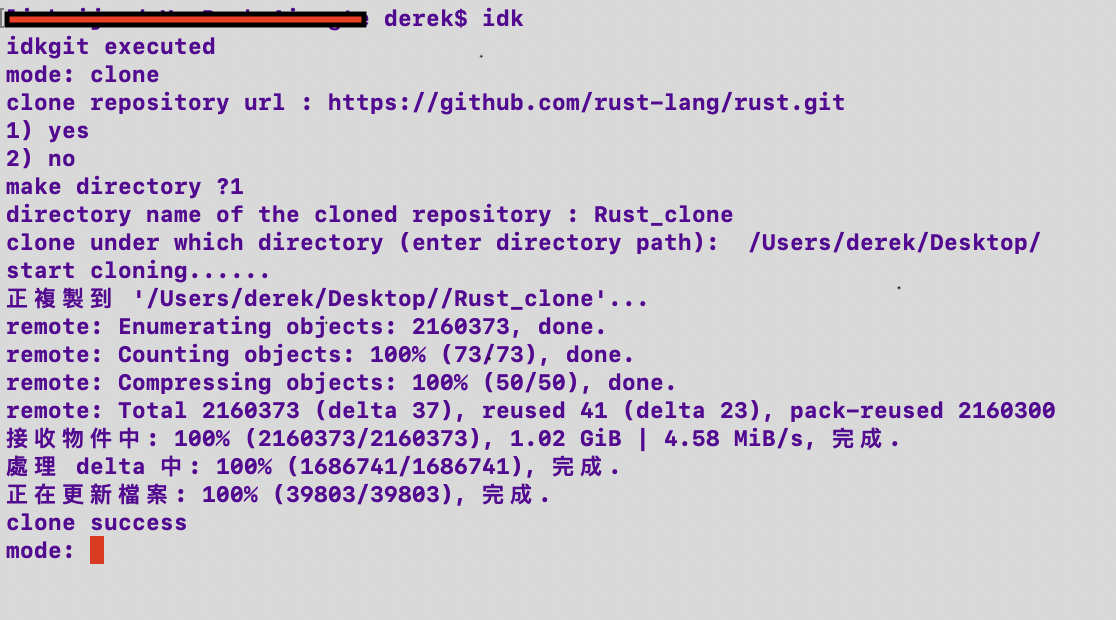 derek$ idk
idkgit executed
mode: clone
clone repository url : https://github.com/rust-lang/rust.git
1) yes
2) no
make directory ?1
directory name of the cloned repository : Rust_clone
clone under which directory (enter directory path):  /Users/derek/Desktop/
start cloning......
正複製到 '/Users/derek/Desktop//Rust_clone'...
remote: Enumerating objects: 2160373, done.
remote: Counting objects: 100% (73/73), done.
remote: Compressing objects: 100% (50/50), done.
remote: Total 2160373 (delta 37), reused 41 (delta 23), pack-reused 2160300
接收物件中: 100% (2160373/2160373), 1.02 GiB | 4.58 MiB/s, 完成.
處理 delta 中: 100% (1686741/1686741), 完成.
正在更新檔案: 100% (39803/39803), 完成.
clone success
mode: